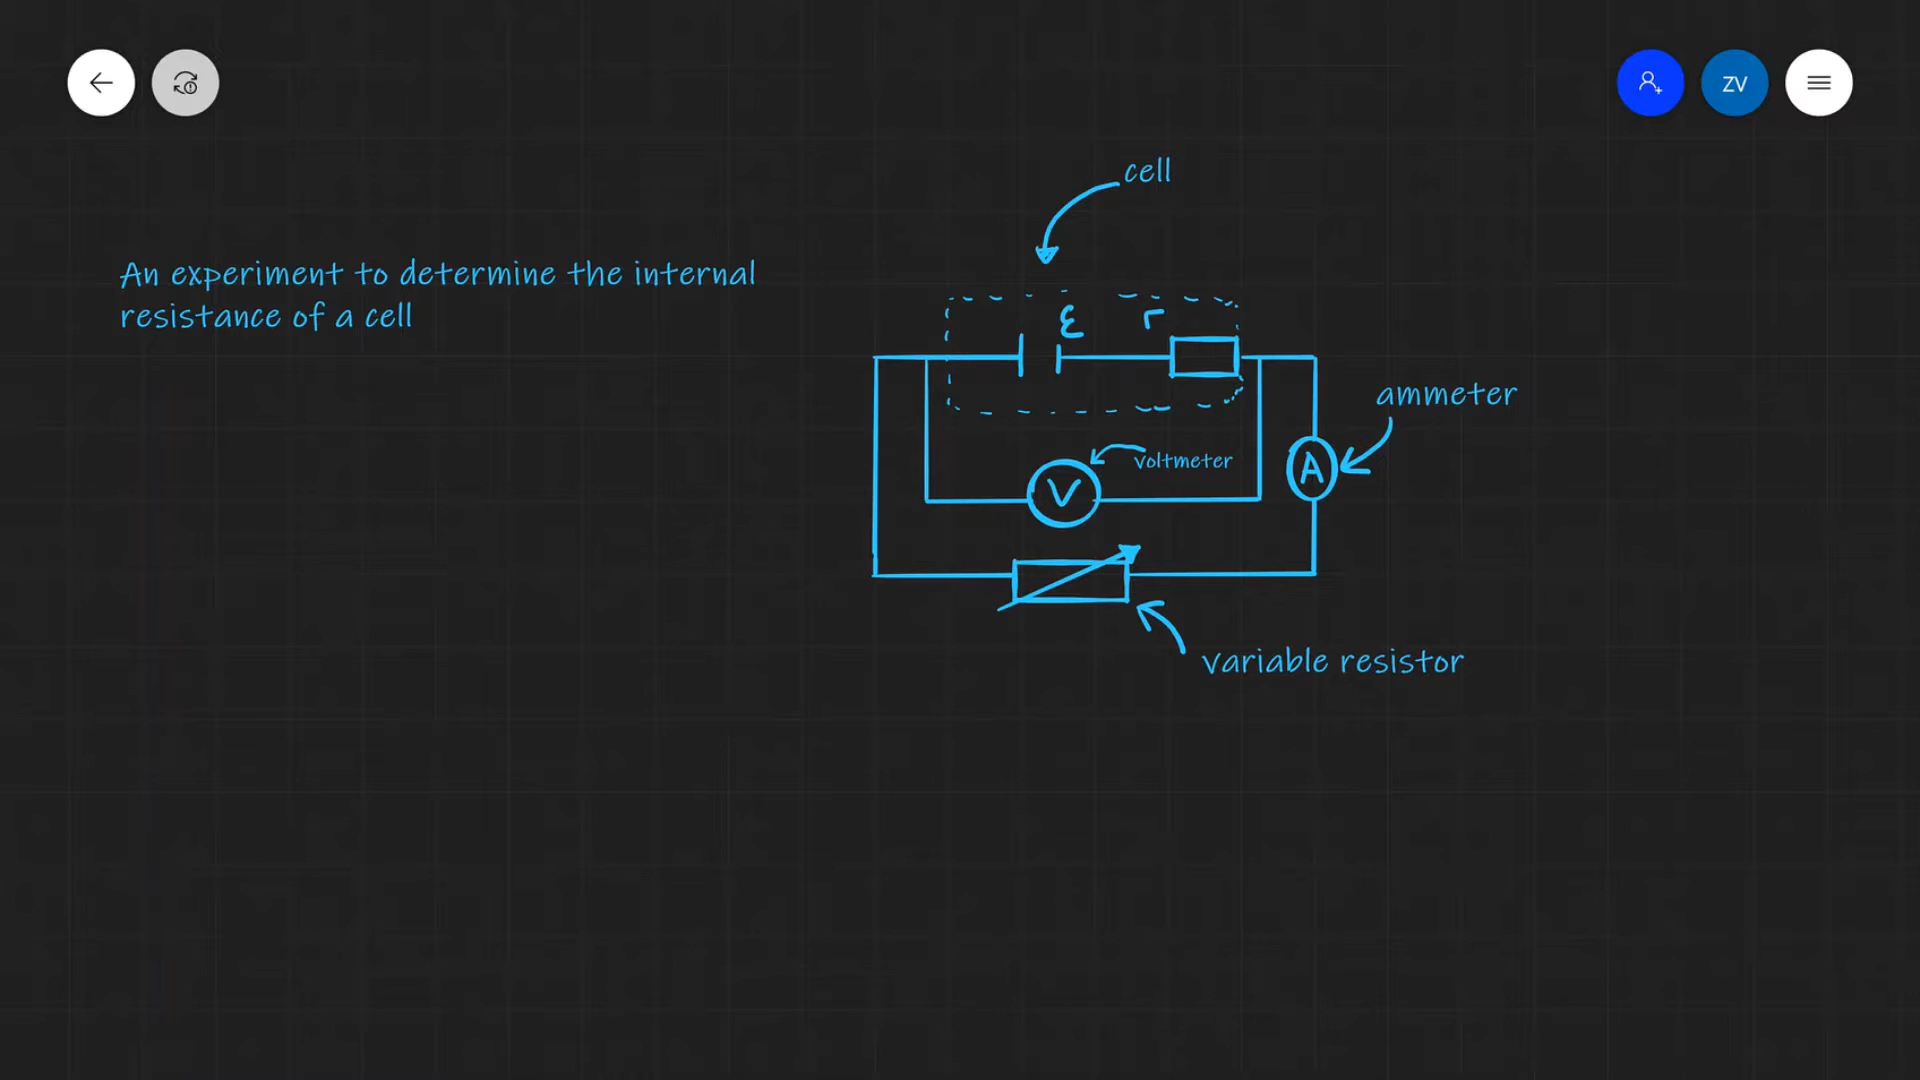 ZV
cell
An experiment to determine the internal
resistance of a cell
ε r
ammeter
voltmeter
V
A
variable resistor